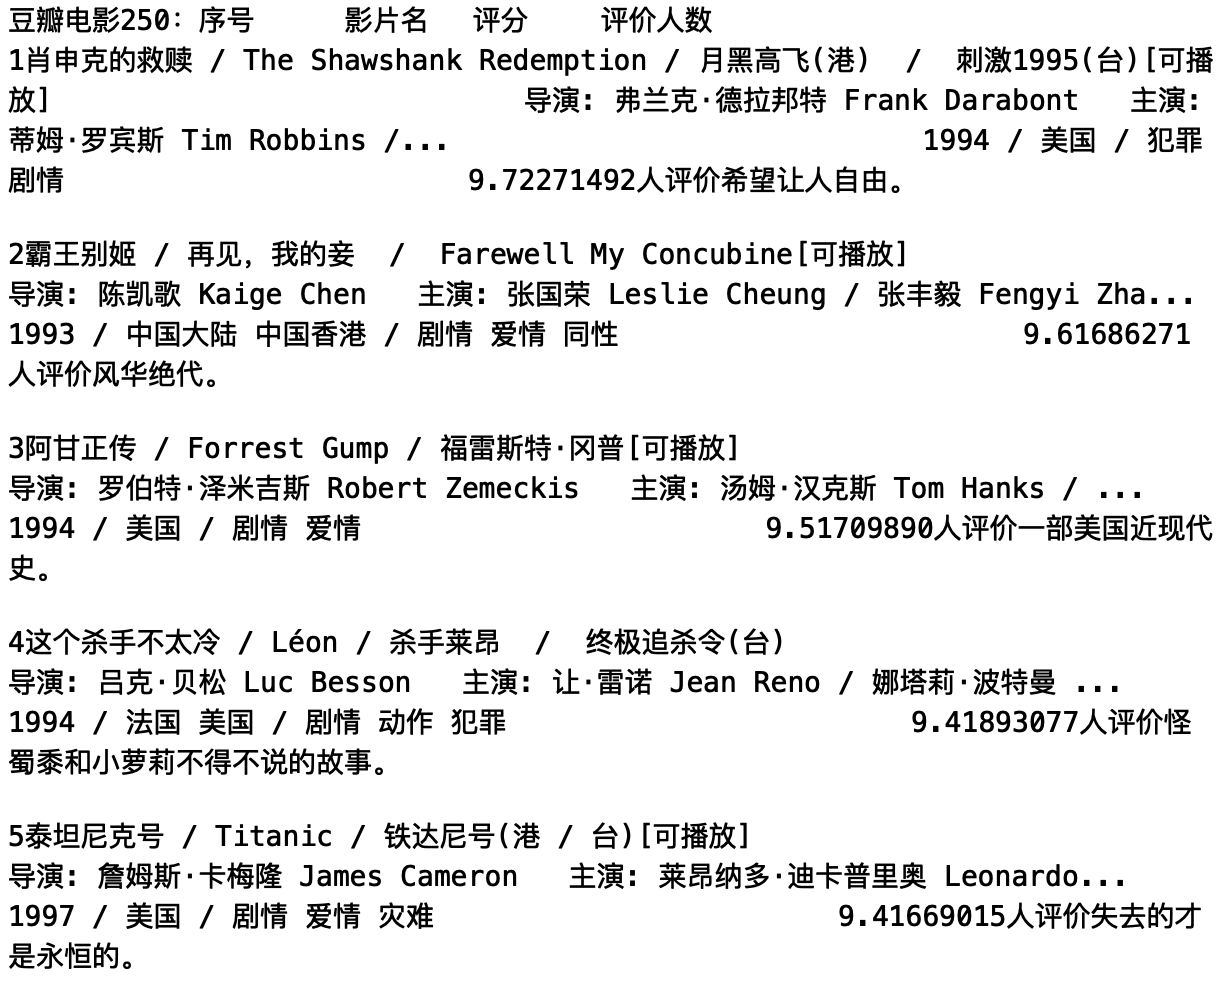 豆瓣电影250：序号 影片名 评分 评价人数
1肖申克的救赎 / The Shawshank Redemption / 月黑高飞(港) / 刺激1995(台)[可播
放] 导演: 弗兰克·德拉邦特 Frank Darabont 主演:
蒂姆·罗宾斯 Tim Robbins /... 1994 / 美国 / 犯罪
剧情 9.72271492人评价希望让人自由。
2霸王别姬 / 再见，我的妾 / Farewell My Concubine[可播放]
导演: 陈凯歌 Kaige Chen 主演: 张国荣 Leslie Cheung / 张丰毅 Fengyi Zha...
1993 / 中国大陆 中国香港 / 剧情 爱情 同性 9.61686271
人评价风华绝代。
3阿甘正传 / Forrest Gump / 福雷斯特·冈普[可播放]
导演: 罗伯特·泽米吉斯 Robert Zemeckis 主演: 汤姆·汉克斯 Tom Hanks / ...
1994 / 美国 / 剧情 爱情 9.51709890人评价一部美国近现代
史。
4这个杀手不太冷 / Léon / 杀手莱昂 / 终极追杀令(台)
导演: 吕克·贝松 Luc Besson 主演: 让·雷诺 Jean Reno / 娜塔莉·波特曼 ...
1994 / 法国 美国 / 剧情 动作 犯罪 9.41893077人评价怪
蜀黍和小萝莉不得不说的故事。
5泰坦尼克号 / Titanic / 铁达尼号(港 / 台)[可播放]
导演: 詹姆斯·卡梅隆 James Cameron 主演: 莱昂纳多·迪卡普里奥 Leonardo...
1997 / 美国 / 剧情 爱情 灾难 9.41669015人评价失去的才
是永恒的。